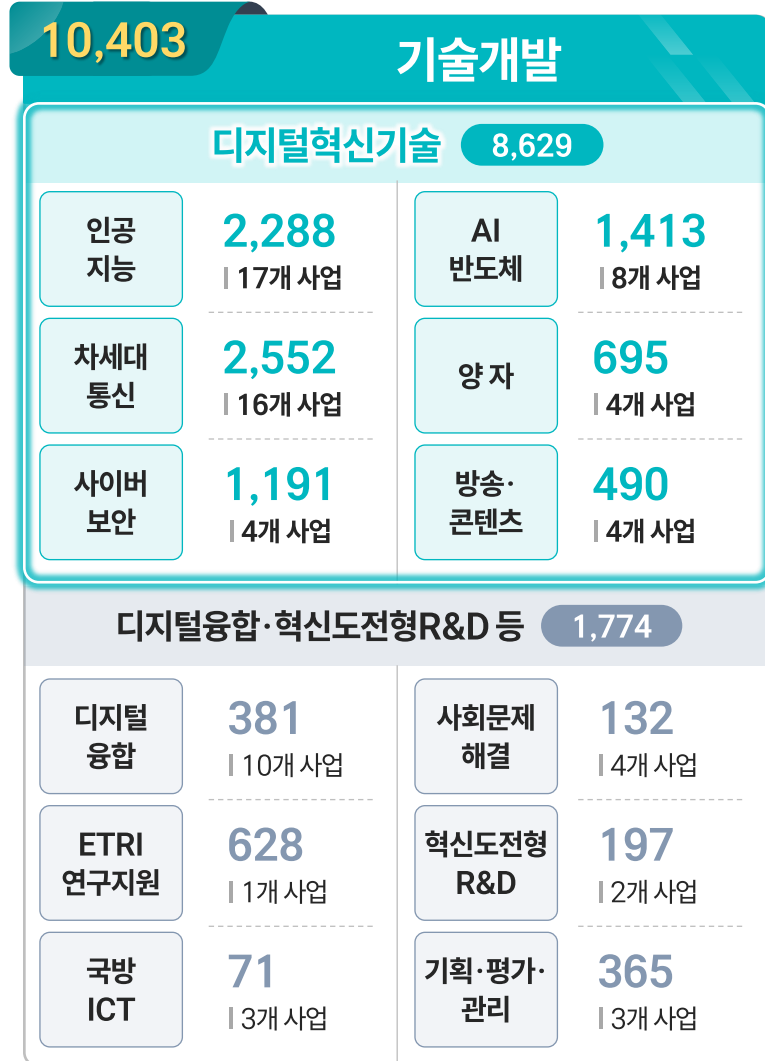 10,403
기술개발
디지털혁신기술 8,629
인공
지능
2,288
17개 사업
AI
반도체
1,413
8개 사업
차세대
통신
2,552
16개 사업
양 자
695
4개 사업
사이버
보안
1,191
4개 사업
방송·
콘텐츠
490
4개 사업
디지털융합·혁신도전형R&D 등 1,774
디지털
융합
381
10개 사업
사회문제
해결
132
4개 사업
ETRI
연구지원
628
1개 사업
혁신도전형
R&D
197
2개 사업
국방
ICT
71
3개 사업
기획·평가·
관리
365
3개 사업